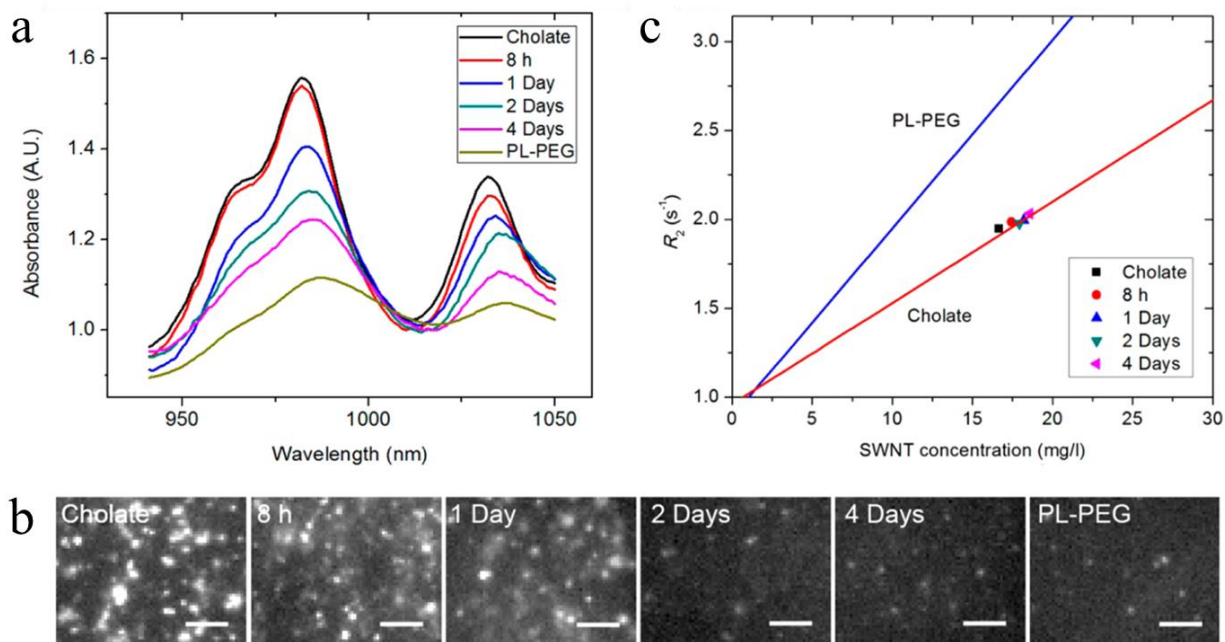 a
1.6
1.4
1.2
1.0
Absorbance (A.U.)
950
1000
1050
Wavelength (nm)
Cholate
8 h
1 Day
2 Days
4 Days
PL-PEG
c
3.0
2.5
2.0
1.5
1.0
R₂ (s⁻¹)
0
5
10
15
20
25
30
SWNT concentration (mg/l)
PL-PEG
Cholate
Cholate
8 h
1 Day
2 Days
4 Days
b
Cholate
8 h
1 Day
2 Days
4 Days
PL-PEG